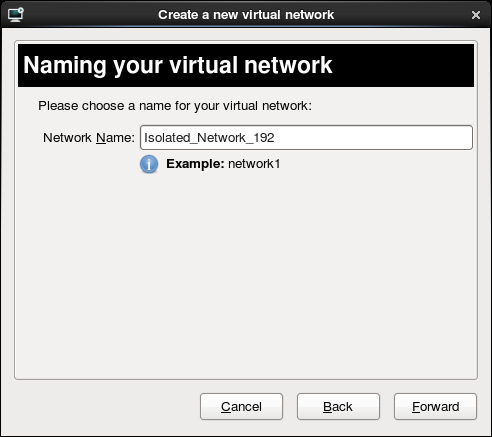 Create a new virtual network
Naming your virtual network
Please choose a name for your virtual network:
Network Name: Isolated_Network_192
Example: network1
Cancel Back Forward